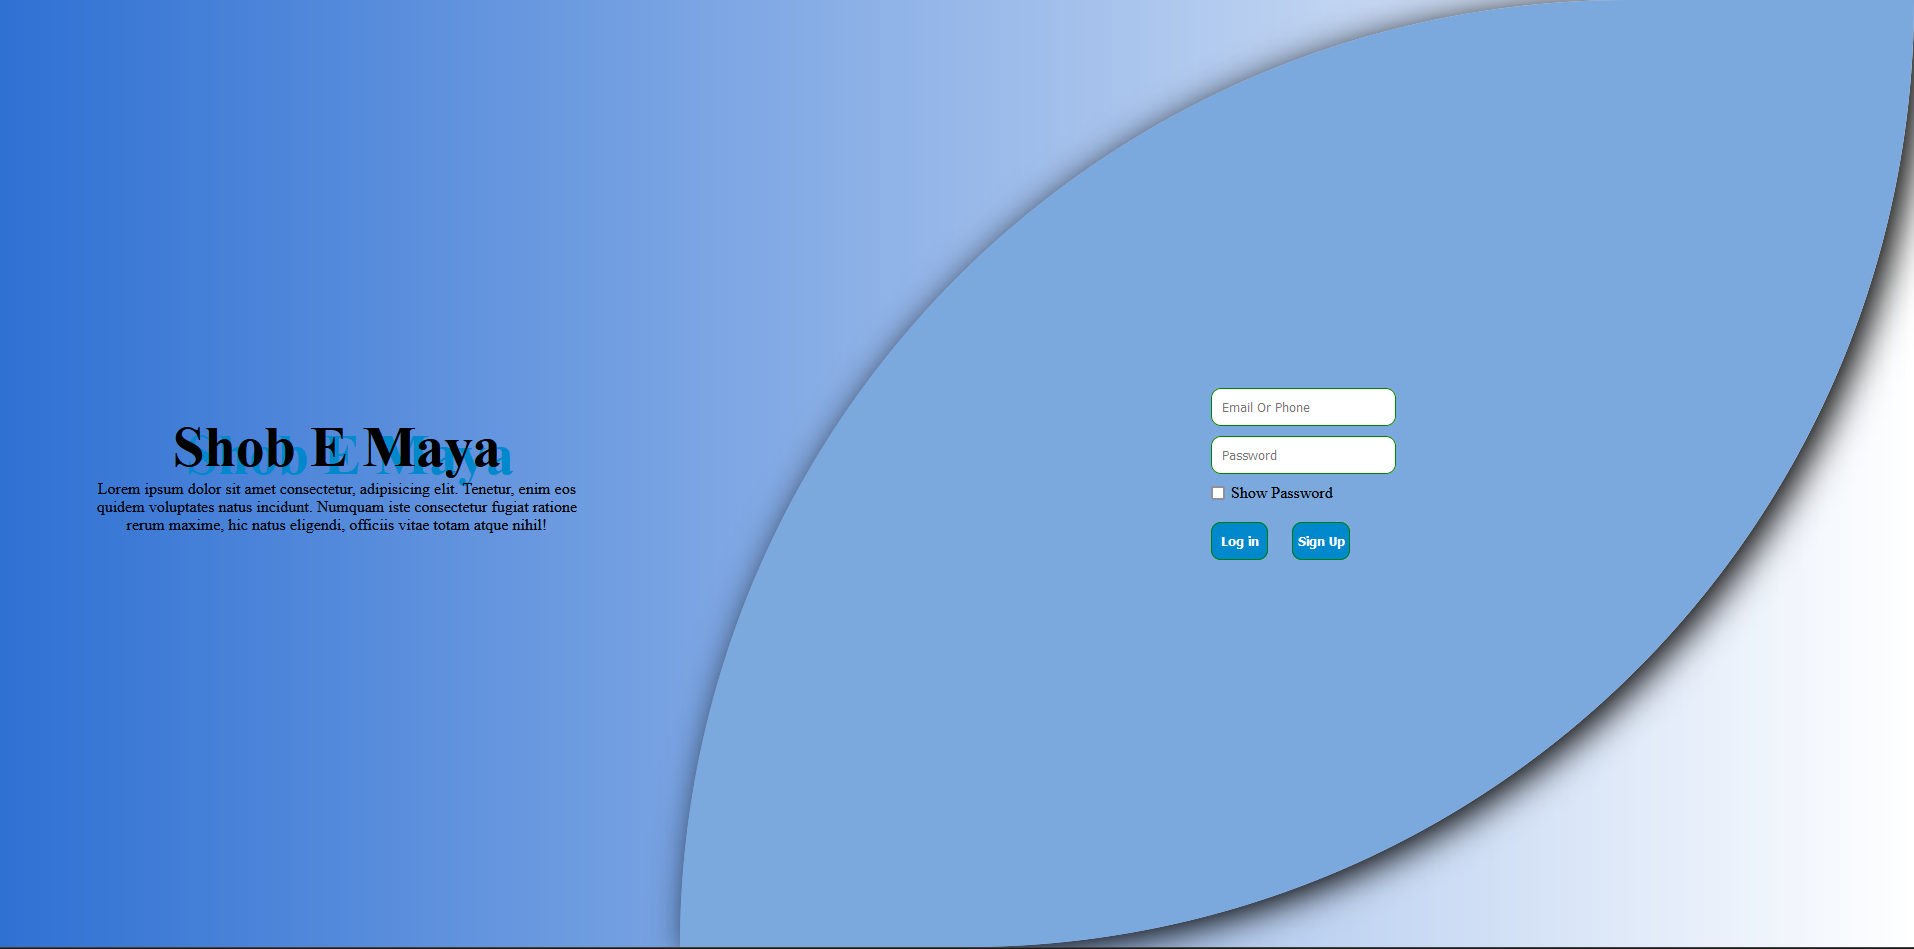 Shob E Maya
Lorem ipsum dolor sit amet consectetur, adipisicing elit. Tenetur, enim eos
quidem voluptates natus incidunt. Numquam iste consectetur fugiat ratione
rerum maxime, hic natus eligendi, officiis vitae totam atque nihil!
Email Or Phone
Password
Show Password
Log in Sign Up